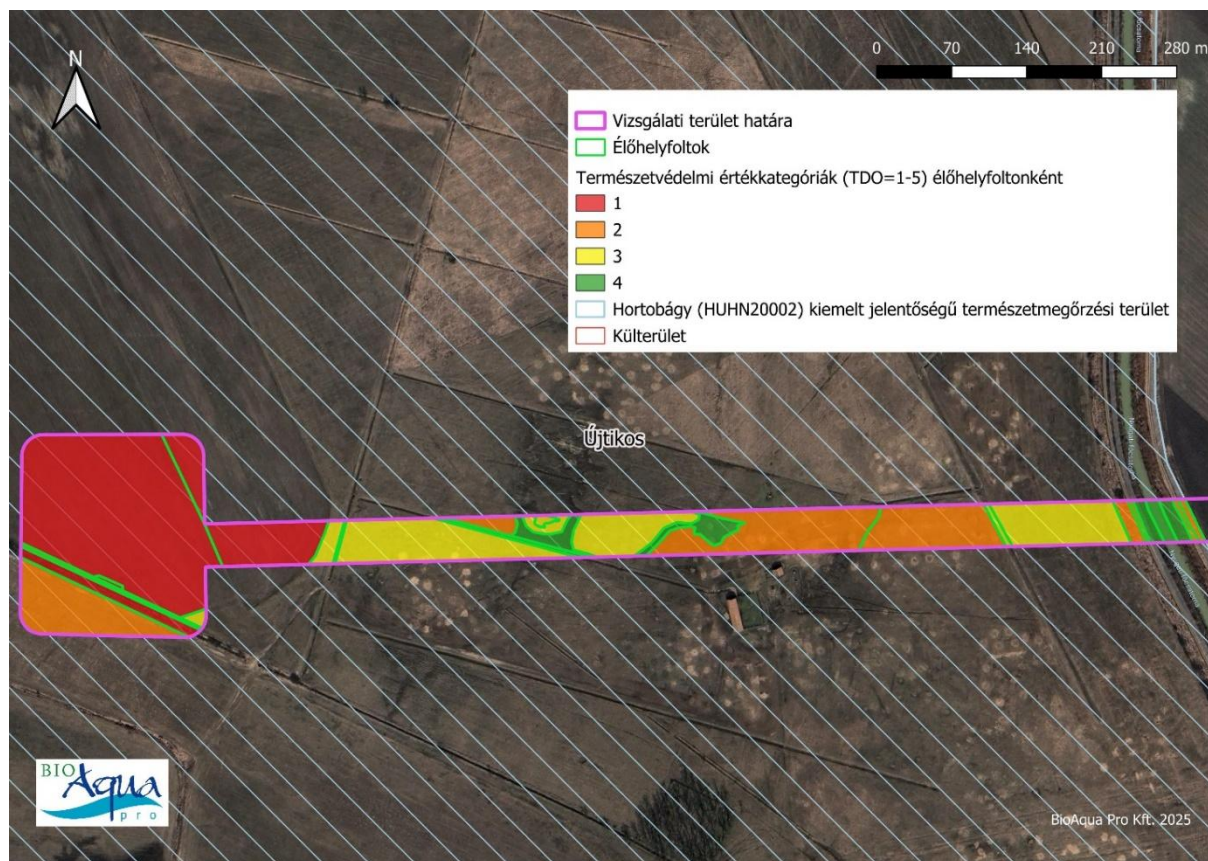 N
0 70 140 210 280 m
Vizsgálati terület határa
Élőhelyfoltok
Természetvédelmi értékkategóriák (TDO=1-5) élőhelyfoltonként
1
2
3
4
Hortobágy (HUHN20002) kiemelt jelentőségű természetmegőrzési terület
Külterület
Újtikos
BIO
Aqua
pro
BioAqua Pro Kft. 2025